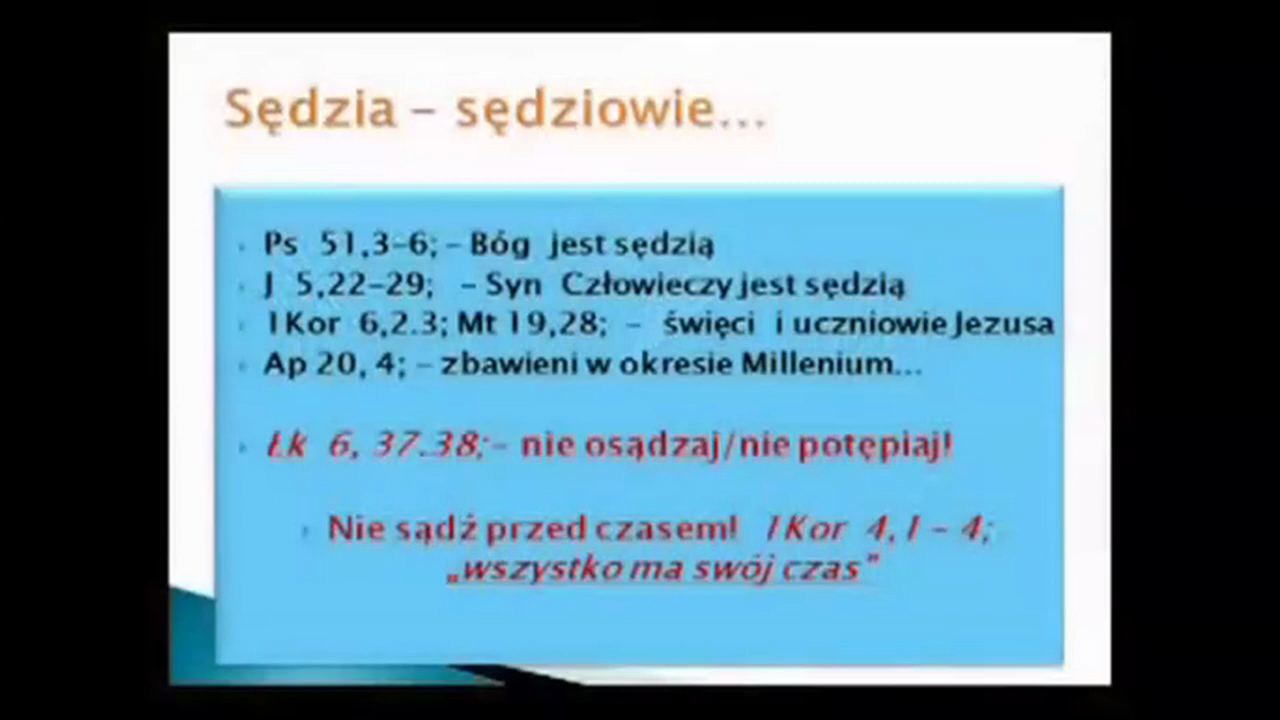 Sędzia – sędziowie...
Ps 51,3-6; - Bóg jest sędzią
J 5,22-29; - Syn Człowieczy jest sędzią
1Kor 6,2.3; Mt 19,28; - święci i uczniowie Jezusa
Ap 20, 4; - zbawieni w okresie Millenium...
Łk 6, 37.38;- nie osądzaj/nie potępiaj!
Nie sądź przed czasem! 1Kor 4,1 - 4;
„wszystko ma swój czas"